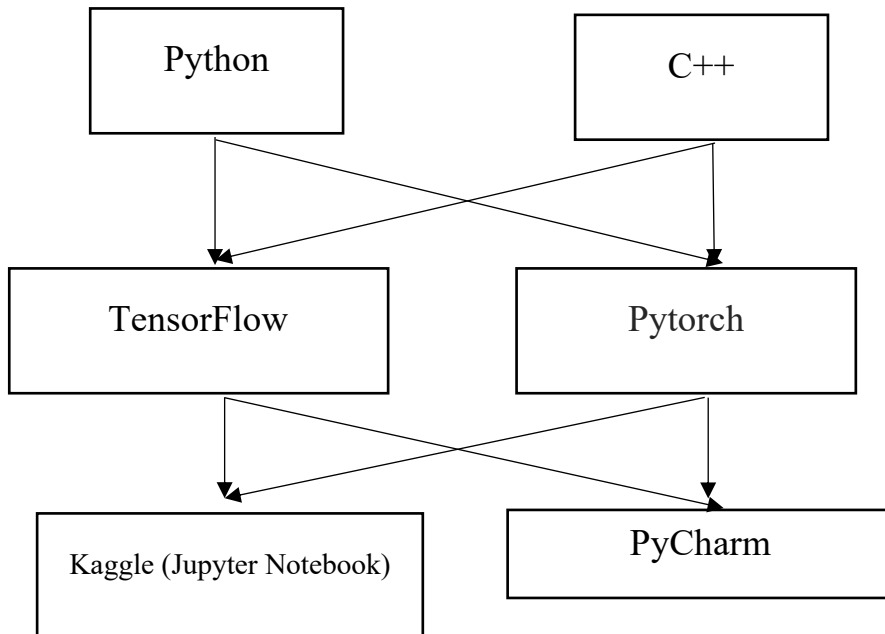 Python
C++
TensorFlow
Pytorch
Kaggle (Jupyter Notebook)
PyCharm